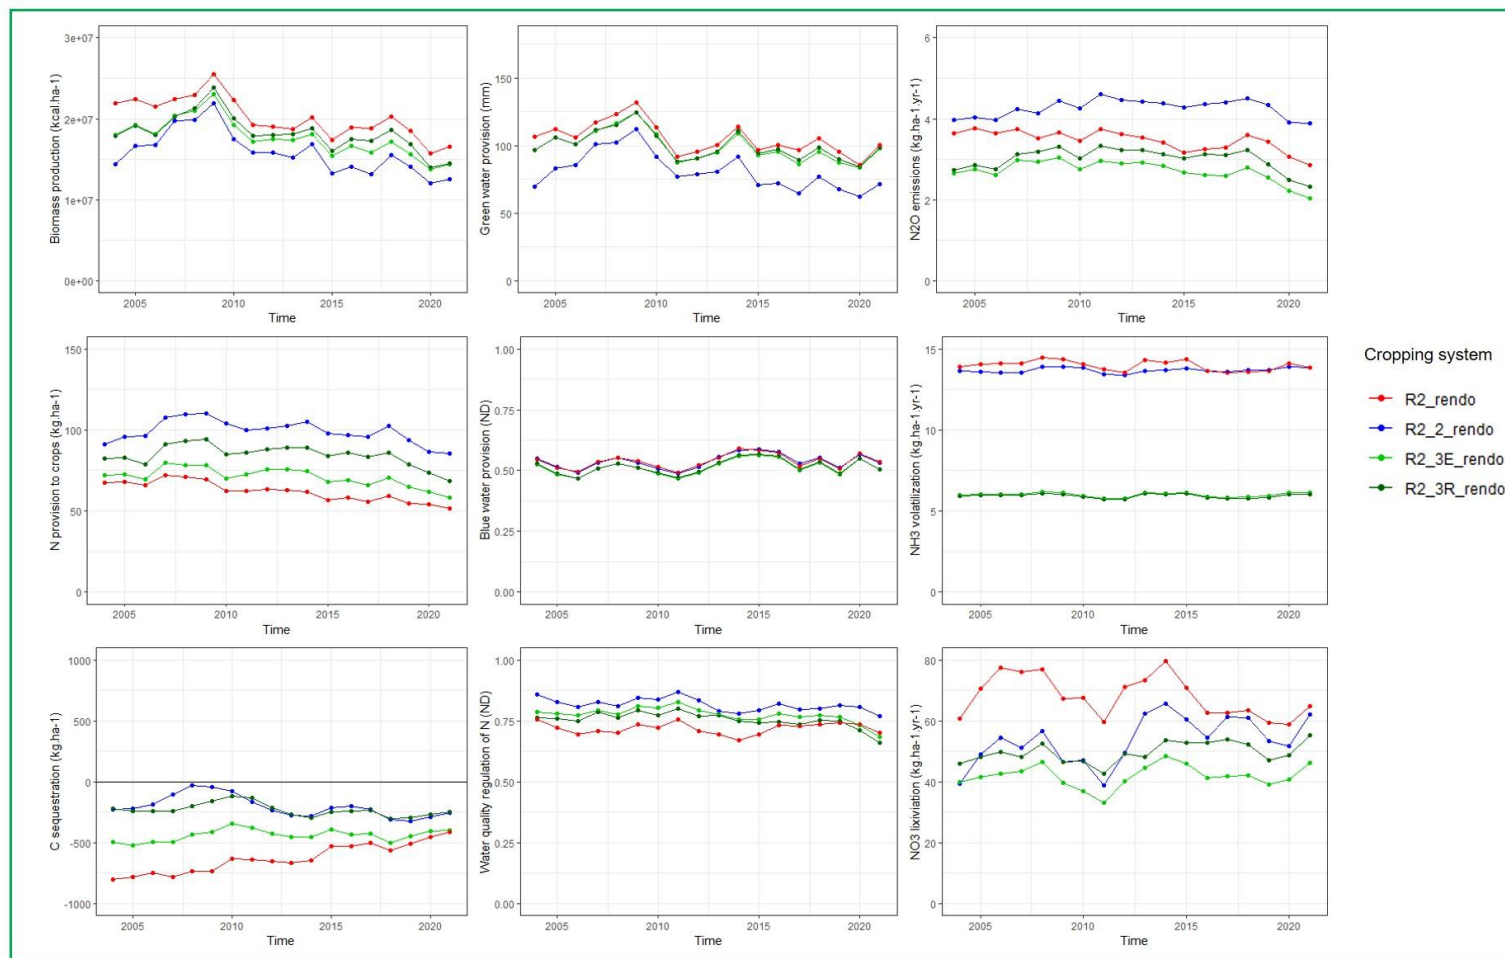 Biomass production (kcal.ha-1)
3e+07
2e+07
1e+07
0e+00
2005 2010 2015 2020
Time
Green water provision (mm)
150
100
50
0
2005 2010 2015 2020
Time
N2O emissions (kg.ha-1.yr-1)
6
4
2
0
2005 2010 2015 2020
Time
N provision to crops (kg.ha-1)
150
100
50
0
2005 2010 2015 2020
Time
Blue water provision (ND)
1.00
0.75
0.50
0.25
0.00
2005 2010 2015 2020
Time
NH3 volatilization (kg.ha-1.yr-1)
15
10
5
0
2005 2010 2015 2020
Time
C sequestration (kg.ha-1)
1000
500
0
-500
-1000
2005 2010 2015 2020
Time
Water quality regulation of N (ND)
1.00
0.75
0.50
0.25
0.00
2005 2010 2015 2020
Time
NO3 lixiviation (kg.ha-1.yr-1)
80
60
40
20
0
2005 2010 2015 2020
Time
Cropping system
R2_rendo
R2_2_rendo
R2_3E_rendo
R2_3R_rendo